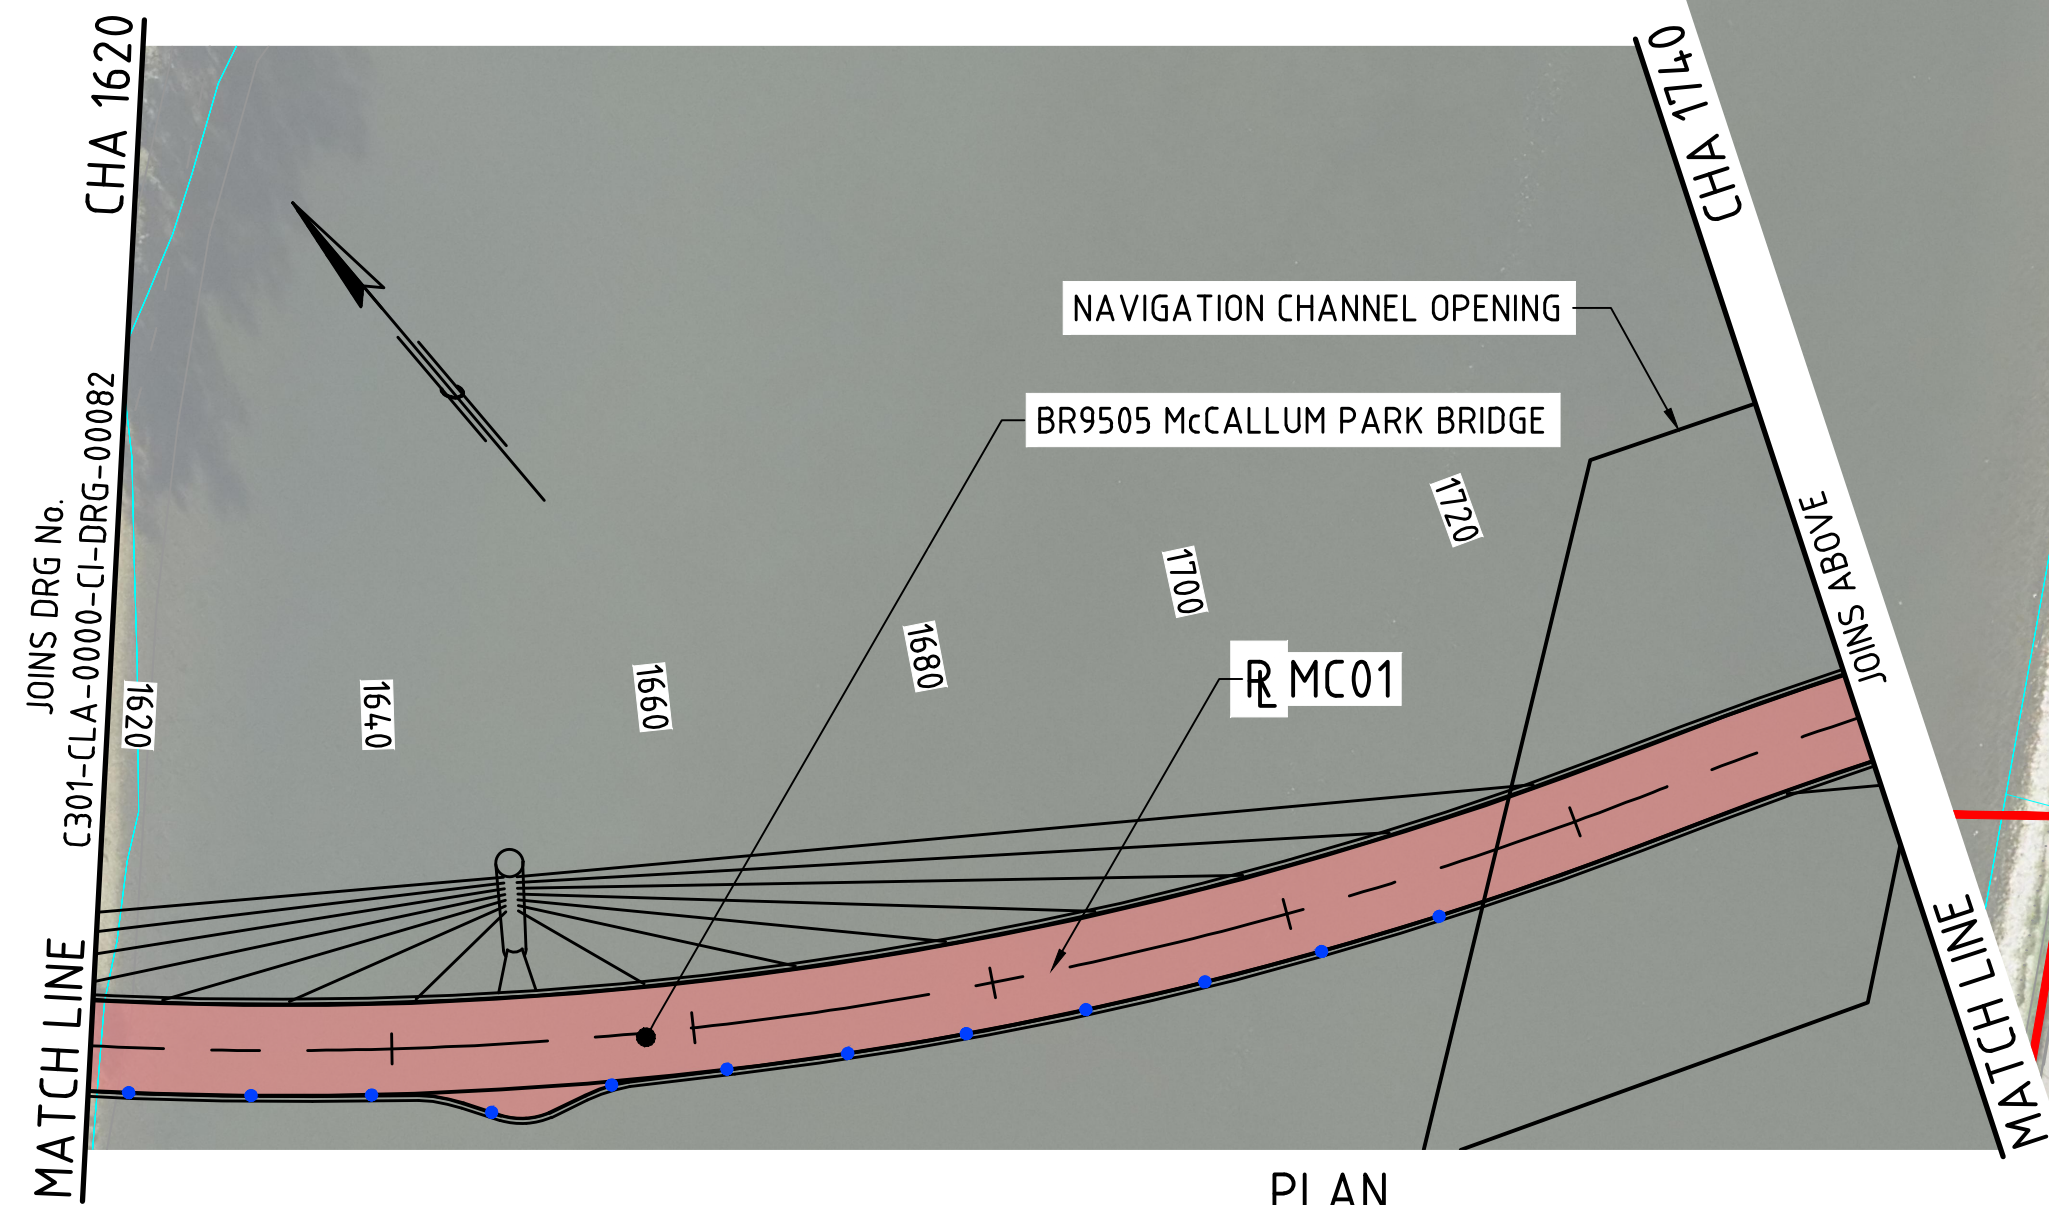 CHA 1620
CHA 1740
NAVIGATION CHANNEL OPENING
BR9505 McCALLUM PARK BRIDGE
JOINS DRG No.
C301-CLA-0000-CI-DRG-00082
JOINS ABOVE
1620
1640
1660
1680
1700
1720
RL MC01
MATCH LINE
MATCH LINE
PLAN